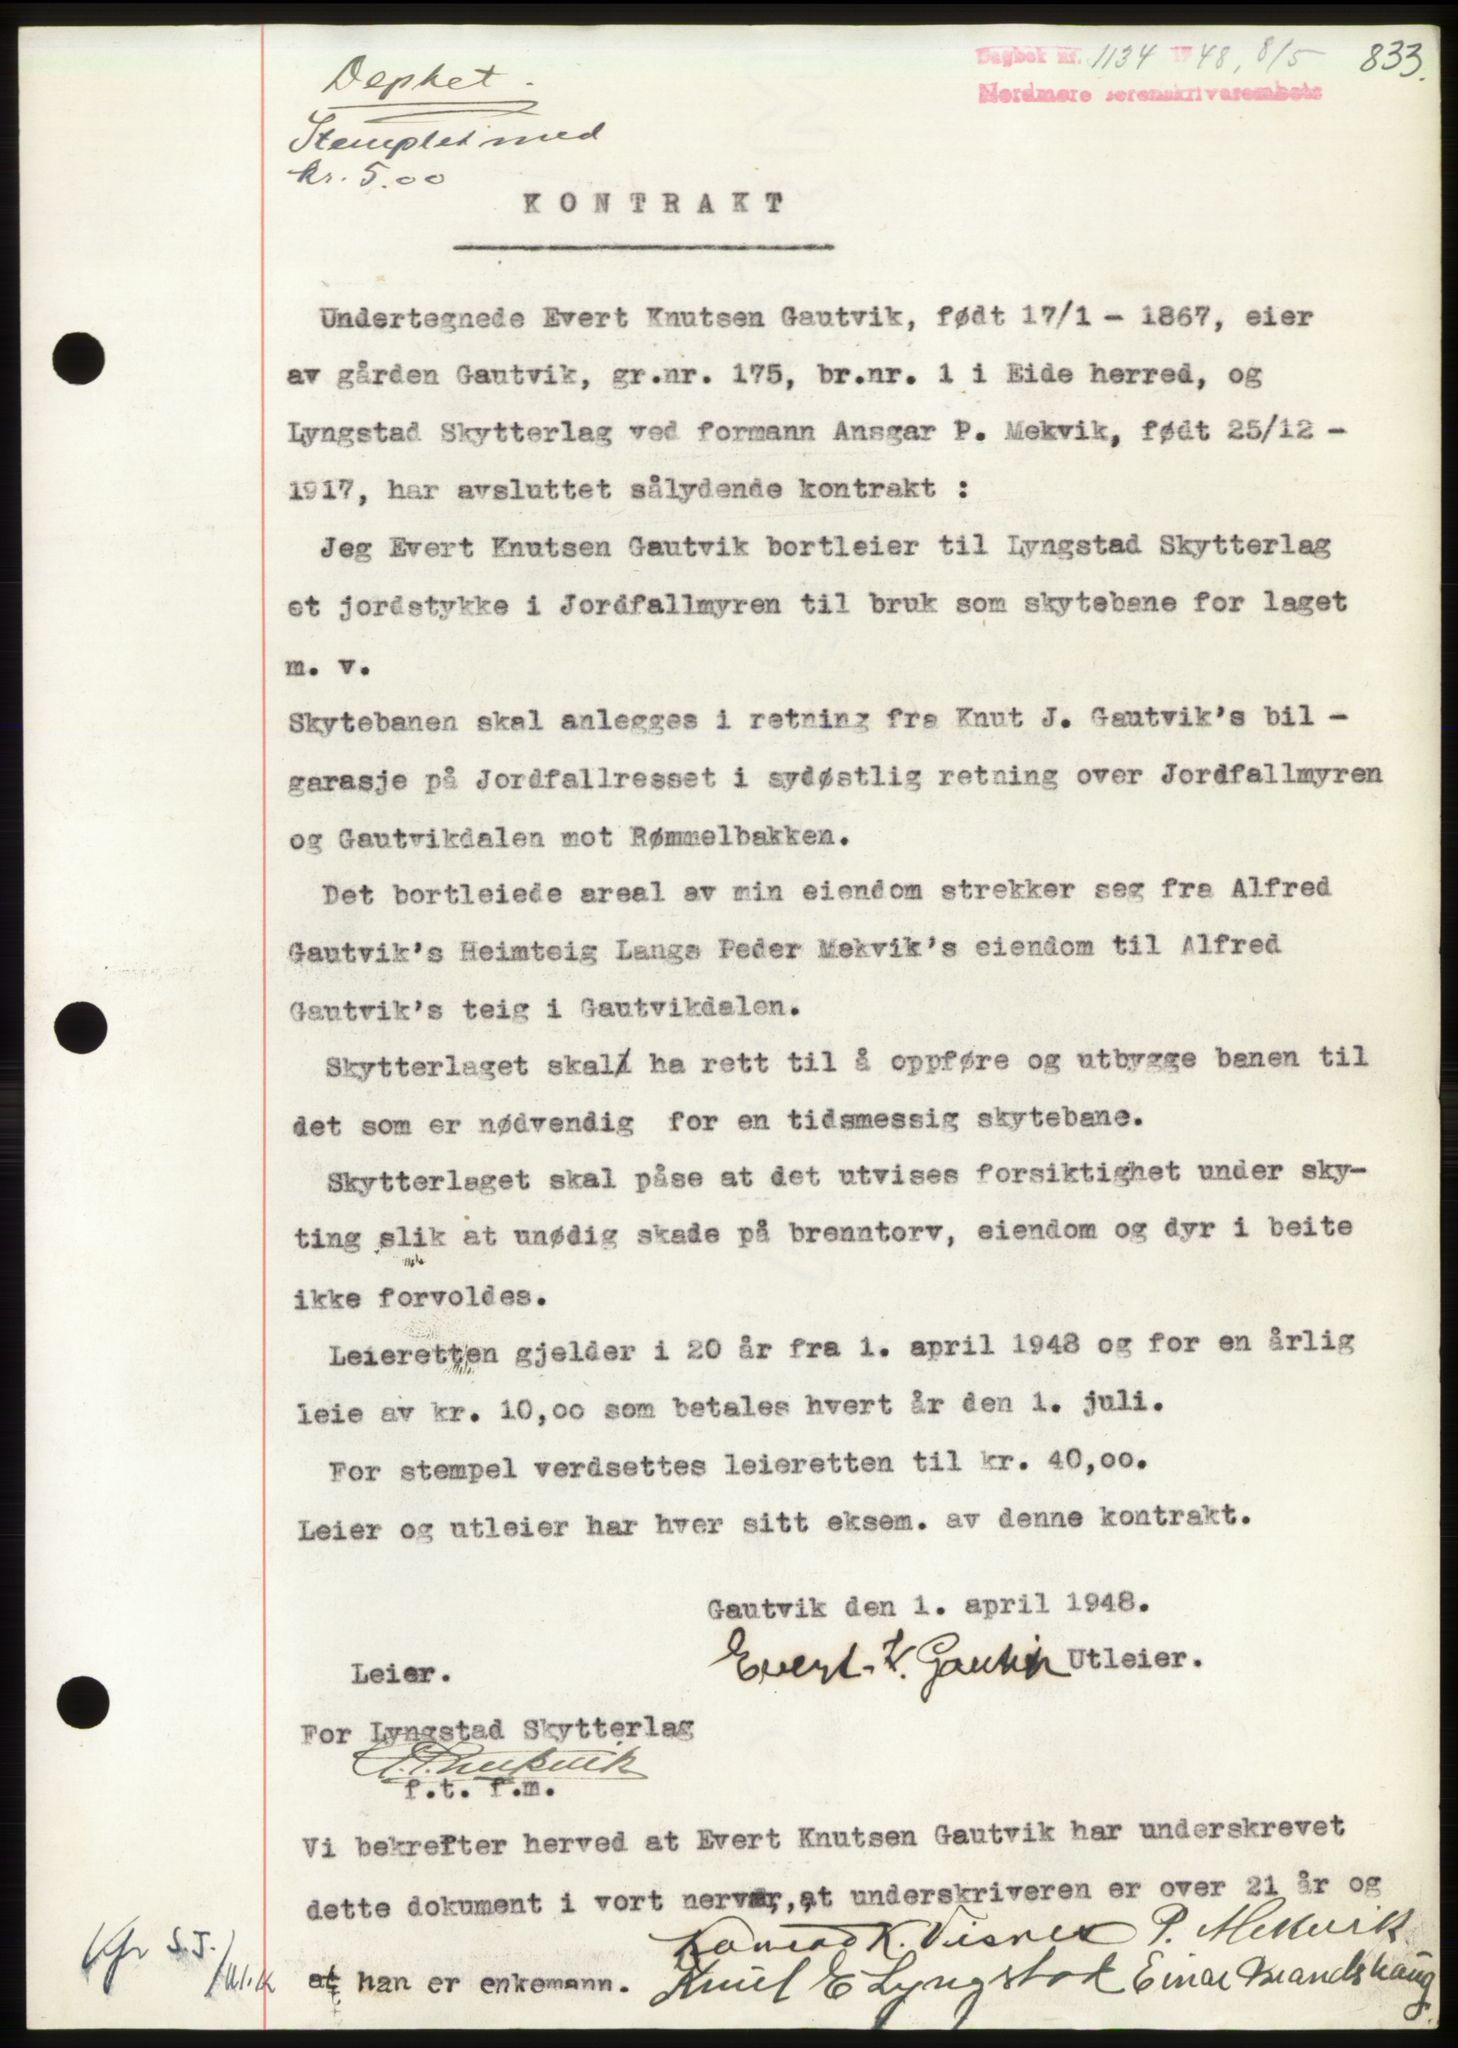 Dagbok nr. 1134 1948, 8/5 833.
Nordmøre sorenskriverembete
Dephet.
Stemplet med
kr. 5.00
KONTRAKT
Undertegnede Evert Knutsen Gautvik, født 17/1 - 1867, eier
av gården Gautvik, gr.nr. 175, br.nr. 1 i Eide herred, og
Lyngstad Skytterlag ved formann Ansgar P. Mekvik, født 25/12 -
1917, har avsluttet sålydende kontrakt :
Jeg Evert Knutsen Gautvik bortleier til Lyngstad Skytterlag
et jordstykke i Jordfallmyren til bruk som skytebane for laget
m. v.
Skytebanen skal anlegges i retning fra Knut J. Gautvik's bil -
garasje på Jordfallresset i sydøstlig retning over Jordfallmyren
og Gautvikdalen mot Rømmelbakken.
Det bortleiede areal av min eiendom strekker seg fra Alfred
Gautvik's Heimteig Langs Peder Mekvik's eiendom til Alfred
Gautvik's teig i Gautvikdalen.
Skytterlaget skal ha rett til å oppføre og utbygge banen til
det som er nødvendig for en tidsmessig skytebane.
Skytterlaget skal påse at det utvises forsiktighet under sky-
ting slik at unødig skade på brenntorv, eiendom og dyr i beite
ikke forvoldes.
Leieretten gjelder i 20 år fra 1. april 1948 og for en årlig
leie av kr. 10,oo som betales hvert år den 1. juli.
For stempel verdsettes leieretten til kr. 40,oo.
Leier og utleier har hver sitt eksem. av denne kontrakt.
Gautvik den 1. april 1948.
Evert K. Gautvik Utleier.
Leier.
For Lyngstad Skytterlag
A. P. Mekvik
f.t. f.m.
Vi bekrefter herved at Evert Knutsen Gautvik har underskrevet
dette dokument i vort nervær, at underskriveren er over 21 år og
Konrad K. Visnes P. Mekvik
at han er enkemann. Knut E Lyngstad Einar Brandshaug